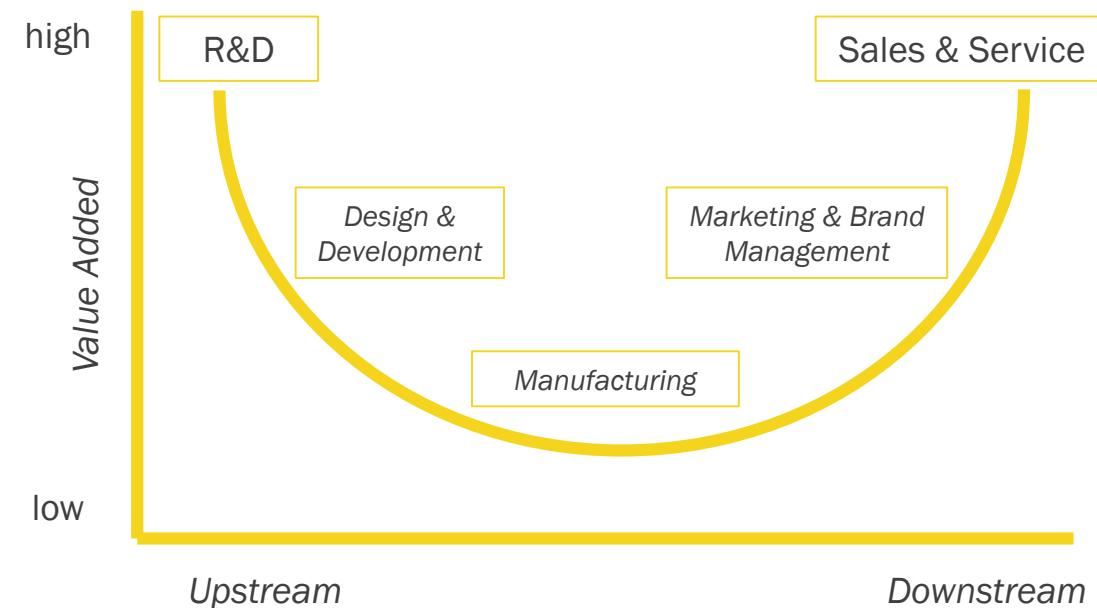 high
R&D
Sales & Service
Value Added
Design &
Development
Marketing & Brand
Management
Manufacturing
low
Upstream
Downstream